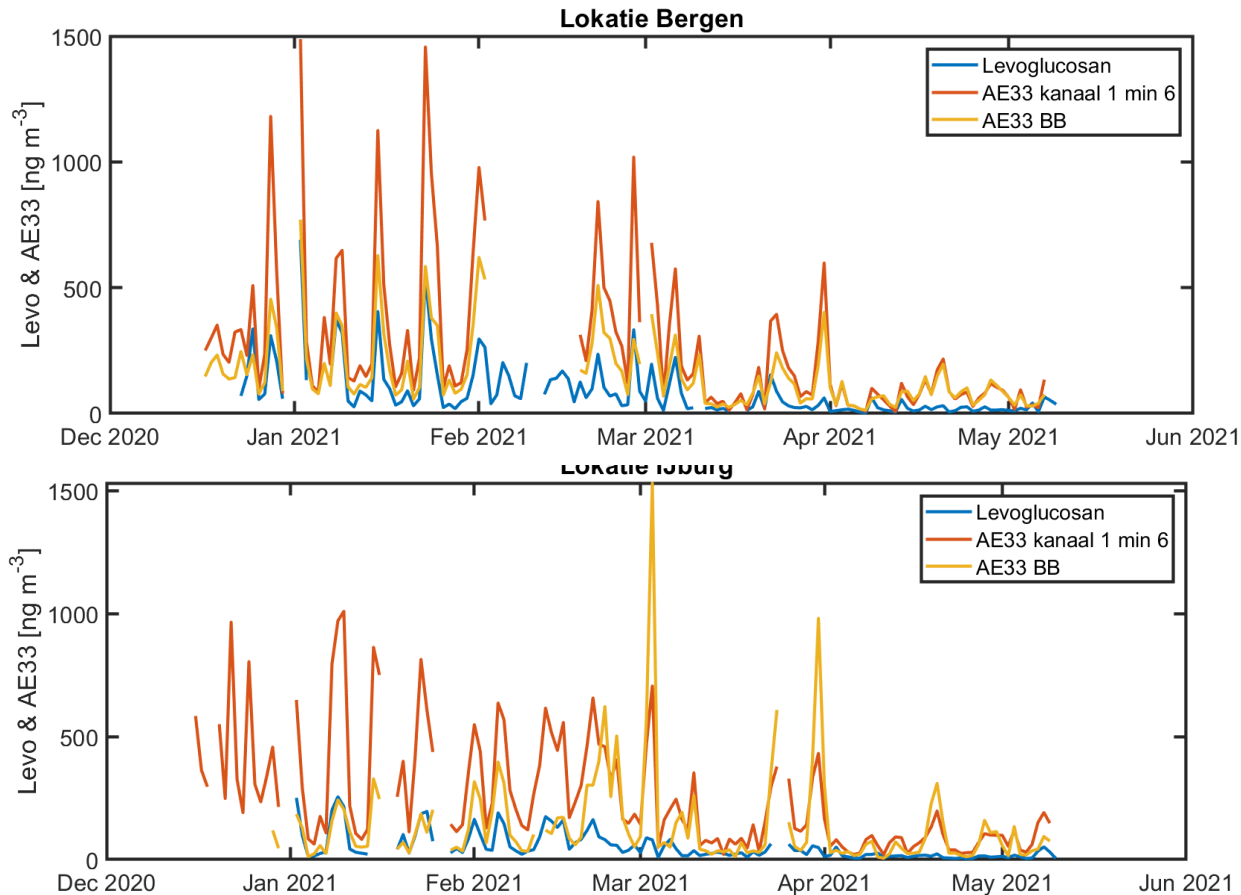 Lokatie Bergen
1500
1000
500
0
Levo & AE33 [ng m-3]
Levoglucosan
AE33 kanaal 1 min 6
AE33 BB
Dec 2020 Jan 2021 Feb 2021 Mar 2021 Apr 2021 May 2021 Jun 2021
Lokatie IJburg
1500
1000
500
0
Levo & AE33 [ng m-3]
Levoglucosan
AE33 kanaal 1 min 6
AE33 BB
Dec 2020 Jan 2021 Feb 2021 Mar 2021 Apr 2021 May 2021 Jun 2021